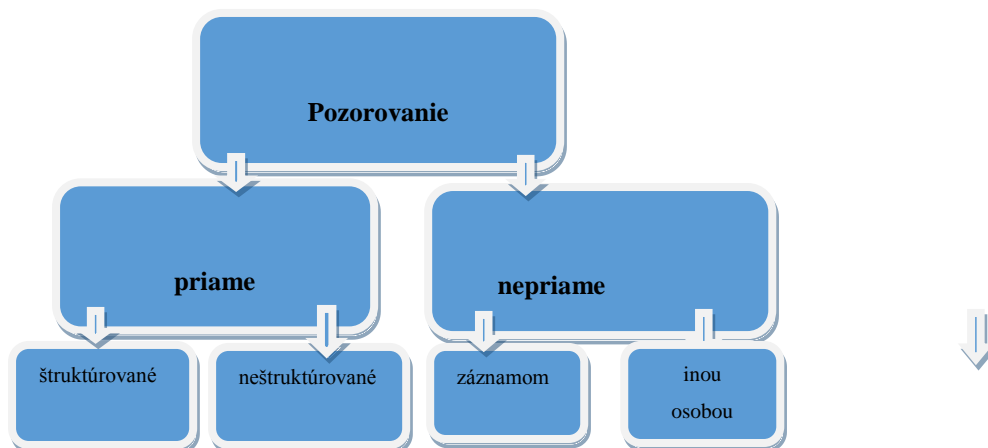 Pozorovanie
priame
nepriame
štruktúrované
neštruktúrované
záznamom
inou
osobou